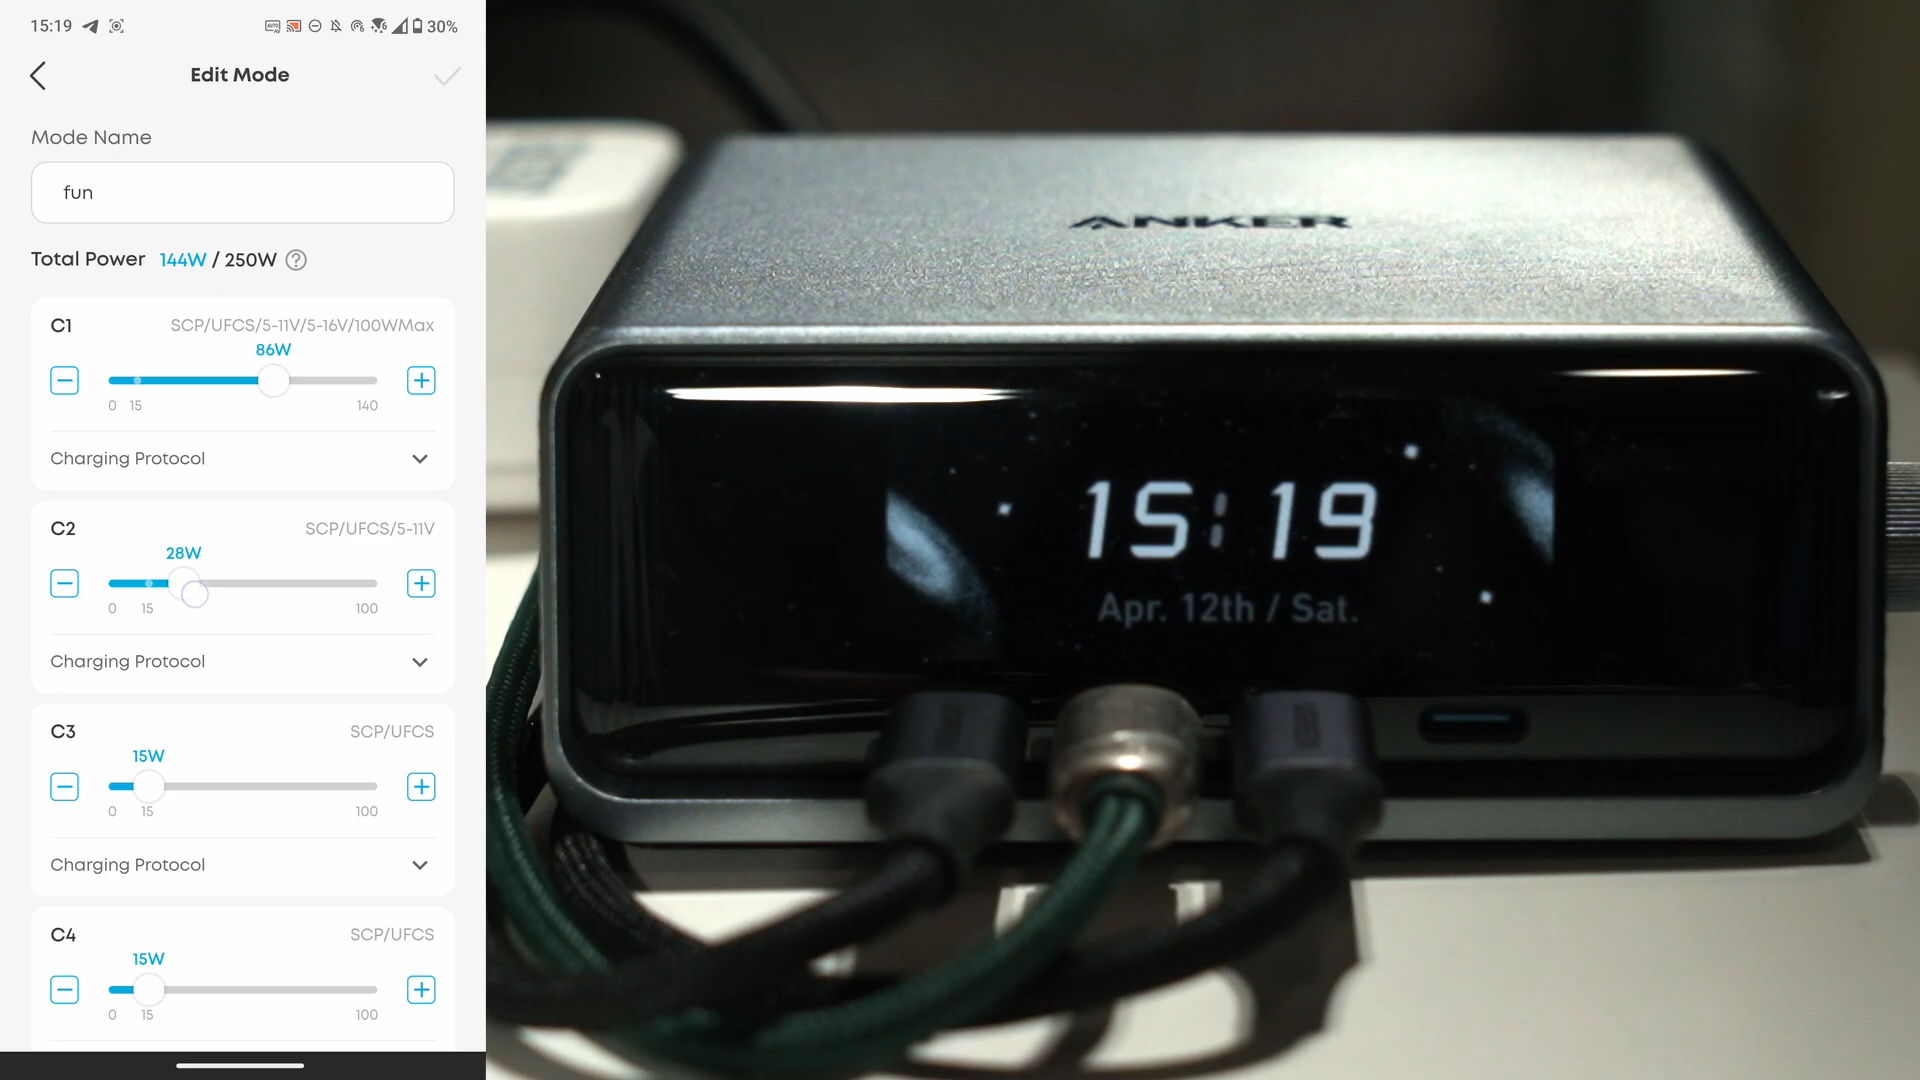 15:19
30%
Edit Mode
Mode Name
fun
Total Power 144W / 250W ?
C1 SCP/UFCS/5-11V/5-16V/100WMax
86W
0 15 140
Charging Protocol
C2 SCP/UFCS/5-11V
28W
0 15 100
Charging Protocol
C3 SCP/UFCS
15W
0 15 100
Charging Protocol
C4 SCP/UFCS
15W
0 15 100
ANKER
15:19
Apr. 12th / Sat.